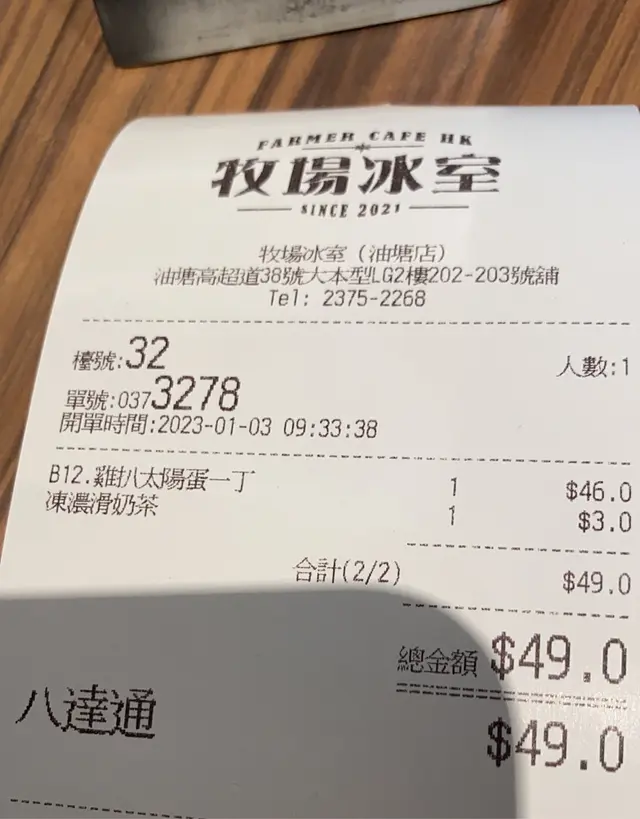 FARMER CAFE HK
牧場冰室
SINCE 2021
牧場冰室（油塘店）
油塘高超道38號大本型LG2樓202-203號舖
Tel: 2375-2268
檯號:32
人數:1
單號:0373278
開單時間:2023-01-03 09:33:38
B12.雞扒太陽蛋一丁 1 $46.0
凍濃滑奶茶 1 $3.0
合計(2/2) $49.0
總金額 $49.0
八達通 $49.0